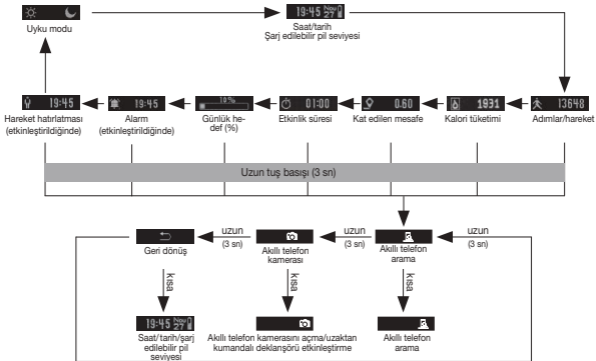 Uyku modu
19:45 Nov 27
Saat/tarih
Şarj edilebilir pil seviyesi
19:45
Hareket hatırlatması
(etkinleştirildiğinde)
19:45
Alarm
(etkinleştirildiğinde)
10%
Günlük he-
def (%)
01:00
Etkinlik süresi
0.60
Kat edilen mesafe
1931
Kalori tüketimi
13648
Adımlar/hareket
Uzun tuş basışı (3 sn)
Geri dönüş
uzun
(3 sn)
Akıllı telefon
kamerası
uzun
(3 sn)
Akıllı telefon
arama
uzun
(3 sn)
kısa
kısa
kısa
19:45 Nov 27
Saat/tarih/şarj
edilebilir pil
seviyesi
Akıllı telefon kamerasını açma/uzaktan
kumandalı deklanşörü etkinleştirme
Akıllı telefon
arama